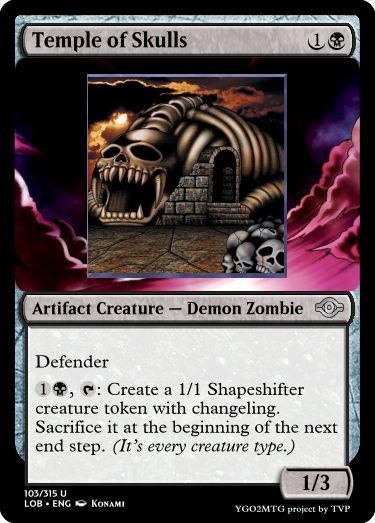 Temple of Skulls 1
Artifact Creature — Demon Zombie
Defender
1, : Create a 1/1 Shapeshifter
creature token with changeling.
Sacrifice it at the beginning of the next
end step. (It's every creature type.)
1/3
103/315 U
LOB • ENG Konami
YGO2MTG project by TVP